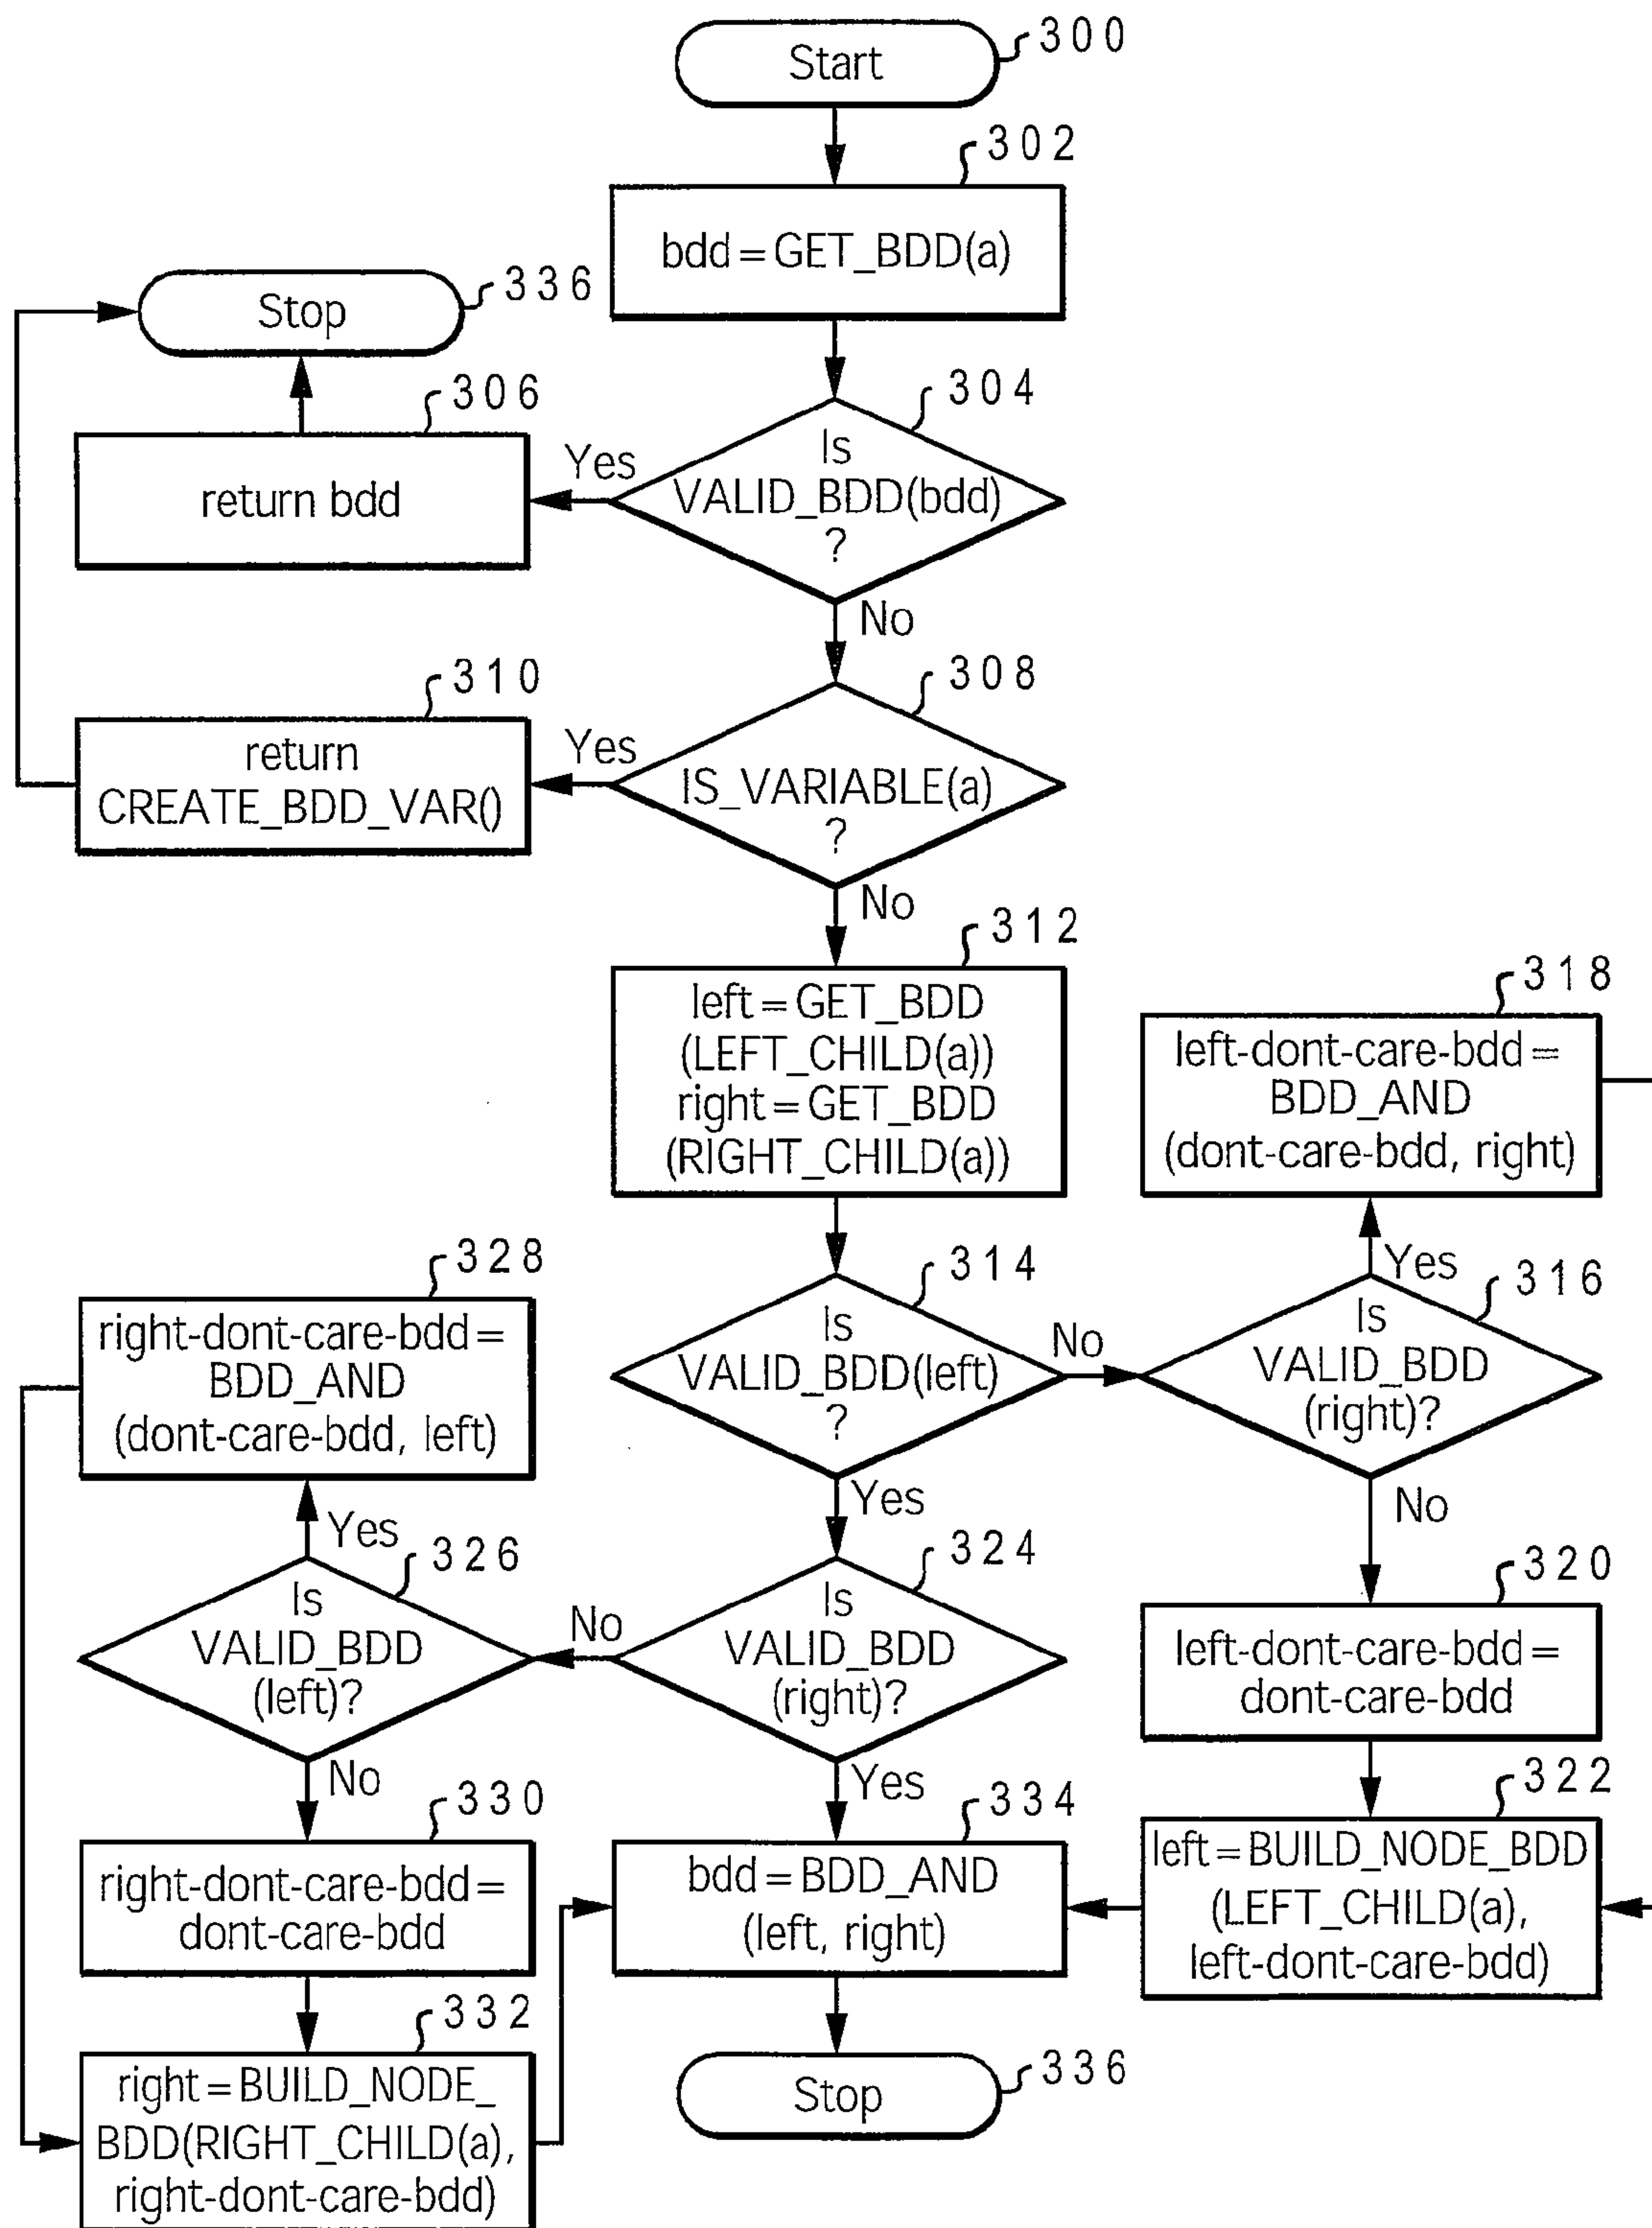 Start
300
302
bdd = GET_BDD(a)
Stop
336
306
return bdd
304
Is
VALID_BDD(bdd)
?
Yes
No
310
return
CREATE_BDD_VAR()
308
IS_VARIABLE(a)
?
Yes
No
312
left = GET_BDD
(LEFT_CHILD(a))
right = GET_BDD
(RIGHT_CHILD(a))
318
left-dont-care-bdd =
BDD_AND
(dont-care-bdd, right)
328
right-dont-care-bdd =
BDD_AND
(dont-care-bdd, left)
314
Is
VALID_BDD(left)
?
No
Yes
Yes
316
Is
VALID_BDD
(right)?
No
Yes
326
Is
VALID_BDD
(left)?
No
No
324
Is
VALID_BDD
(right)?
Yes
320
left-dont-care-bdd =
dont-care-bdd
330
right-dont-care-bdd =
dont-care-bdd
334
bdd = BDD_AND
(left, right)
322
left = BUILD_NODE_BDD
(LEFT_CHILD(a),
left-dont-care-bdd)
332
right = BUILD_NODE_
BDD(RIGHT_CHILD(a),
right-dont-care-bdd)
Stop
336